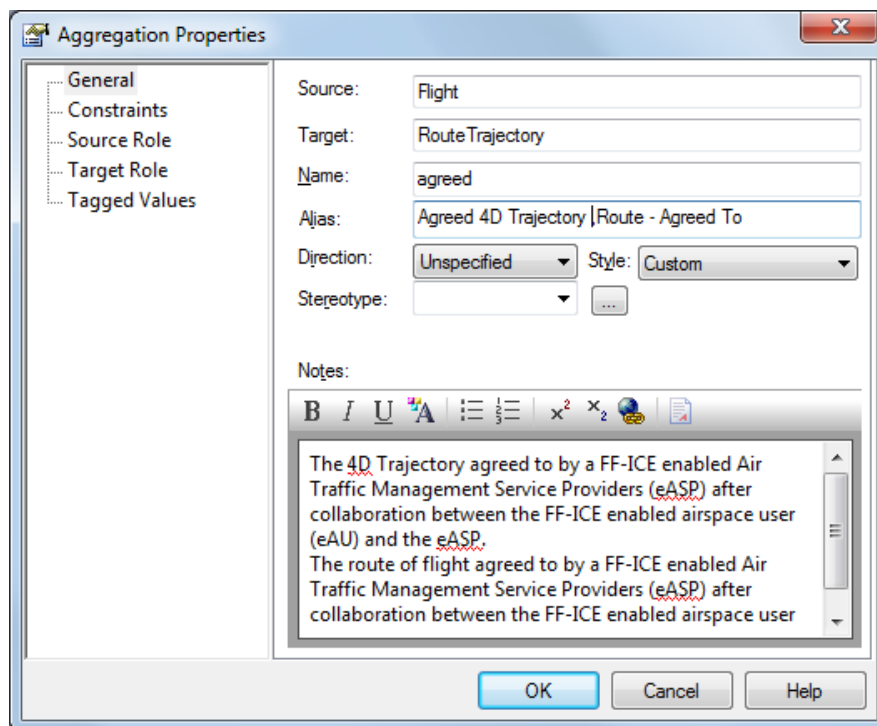 Aggregation Properties
General
Constraints
Source Role
Target Role
Tagged Values
Source: Flight
Target: RouteTrajectory
Name: agreed
Alias: Agreed 4D Trajectory ,Route - Agreed To
Direction: Unspecified Style: Custom
Stereotype: ...
Notes:
B I U A x² x₂
The 4D Trajectory agreed to by a FF-ICE enabled Air
Traffic Management Service Providers (eASP) after
collaboration between the FF-ICE enabled airspace user
(eAU) and the eASP.
The route of flight agreed to by a FF-ICE enabled Air
Traffic Management Service Providers (eASP) after
collaboration between the FF-ICE enabled airspace user
OK Cancel Help